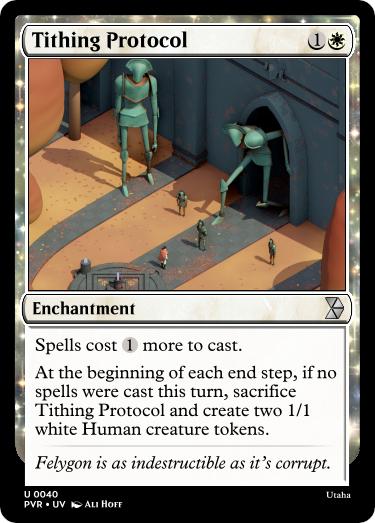 Tithing Protocol 1
Enchantment
Spells cost 1 more to cast.
At the beginning of each end step, if no
spells were cast this turn, sacrifice
Tithing Protocol and create two 1/1
white Human creature tokens.
Felygon is as indestructible as it's corrupt.
U 0040 Utaha
PVR • UV Ali Hoff